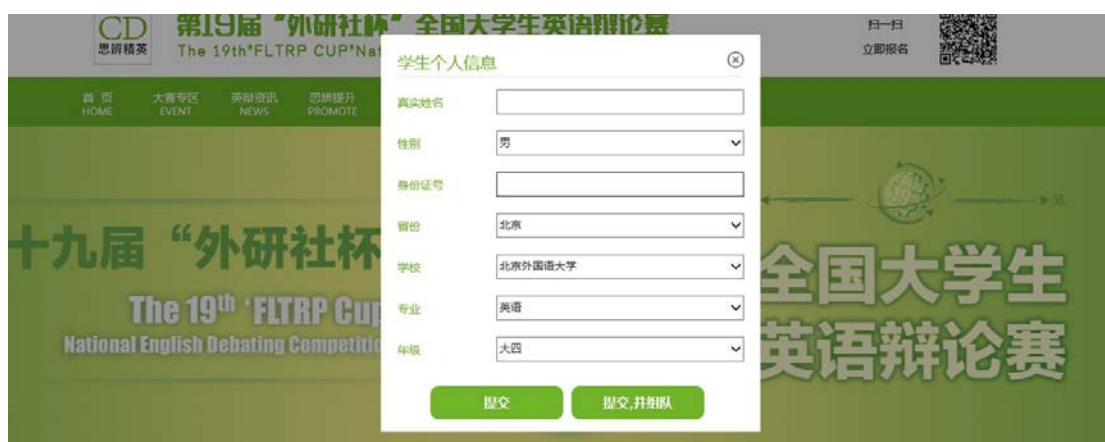 CD
思辨精英
第19届“外研社杯”全国大学生英语辩论赛
The 19th"FLTRP CUP"Nat
扫一扫
立即报名
首 页
HOME
大赛专区
EVENT
英辩资讯
NEWS
思辨提升
PROMOTE
学生个人信息
真实姓名
性别
男
身份证号
省份
北京
学校
北京外国语大学
专业
英语
年级
大四
提交
提交,并组队
十九届“外研社杯
全国大学生
The 19th ‘FLTRP Cup
National English Debating Competitio
英语辩论赛